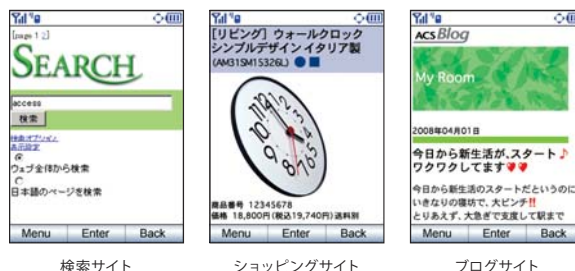 [page 1 2]
SEARCH
access
検索
検索オプション
表示設定
ウェブ全体から検索
日本語のページを検索
Menu Enter Back
検索サイト
[リビング] ウォールクロック
シンプルデザイン イタリア製
(AM31SM15326L)
商品番号 12345678
価格 18,800円(税込19,740円)送料別
Menu Enter Back
ショッピングサイト
ACS Blog
My Room
2008年04月01日
今日から新生活が、スタート♪
ワクワクしてます♥♥
今日から新生活のスタートだというのに
いきなりの寝坊で、大ピンチ!!
とりあえず、大急ぎで支度して駅まで
Menu Enter Back
ブログサイト